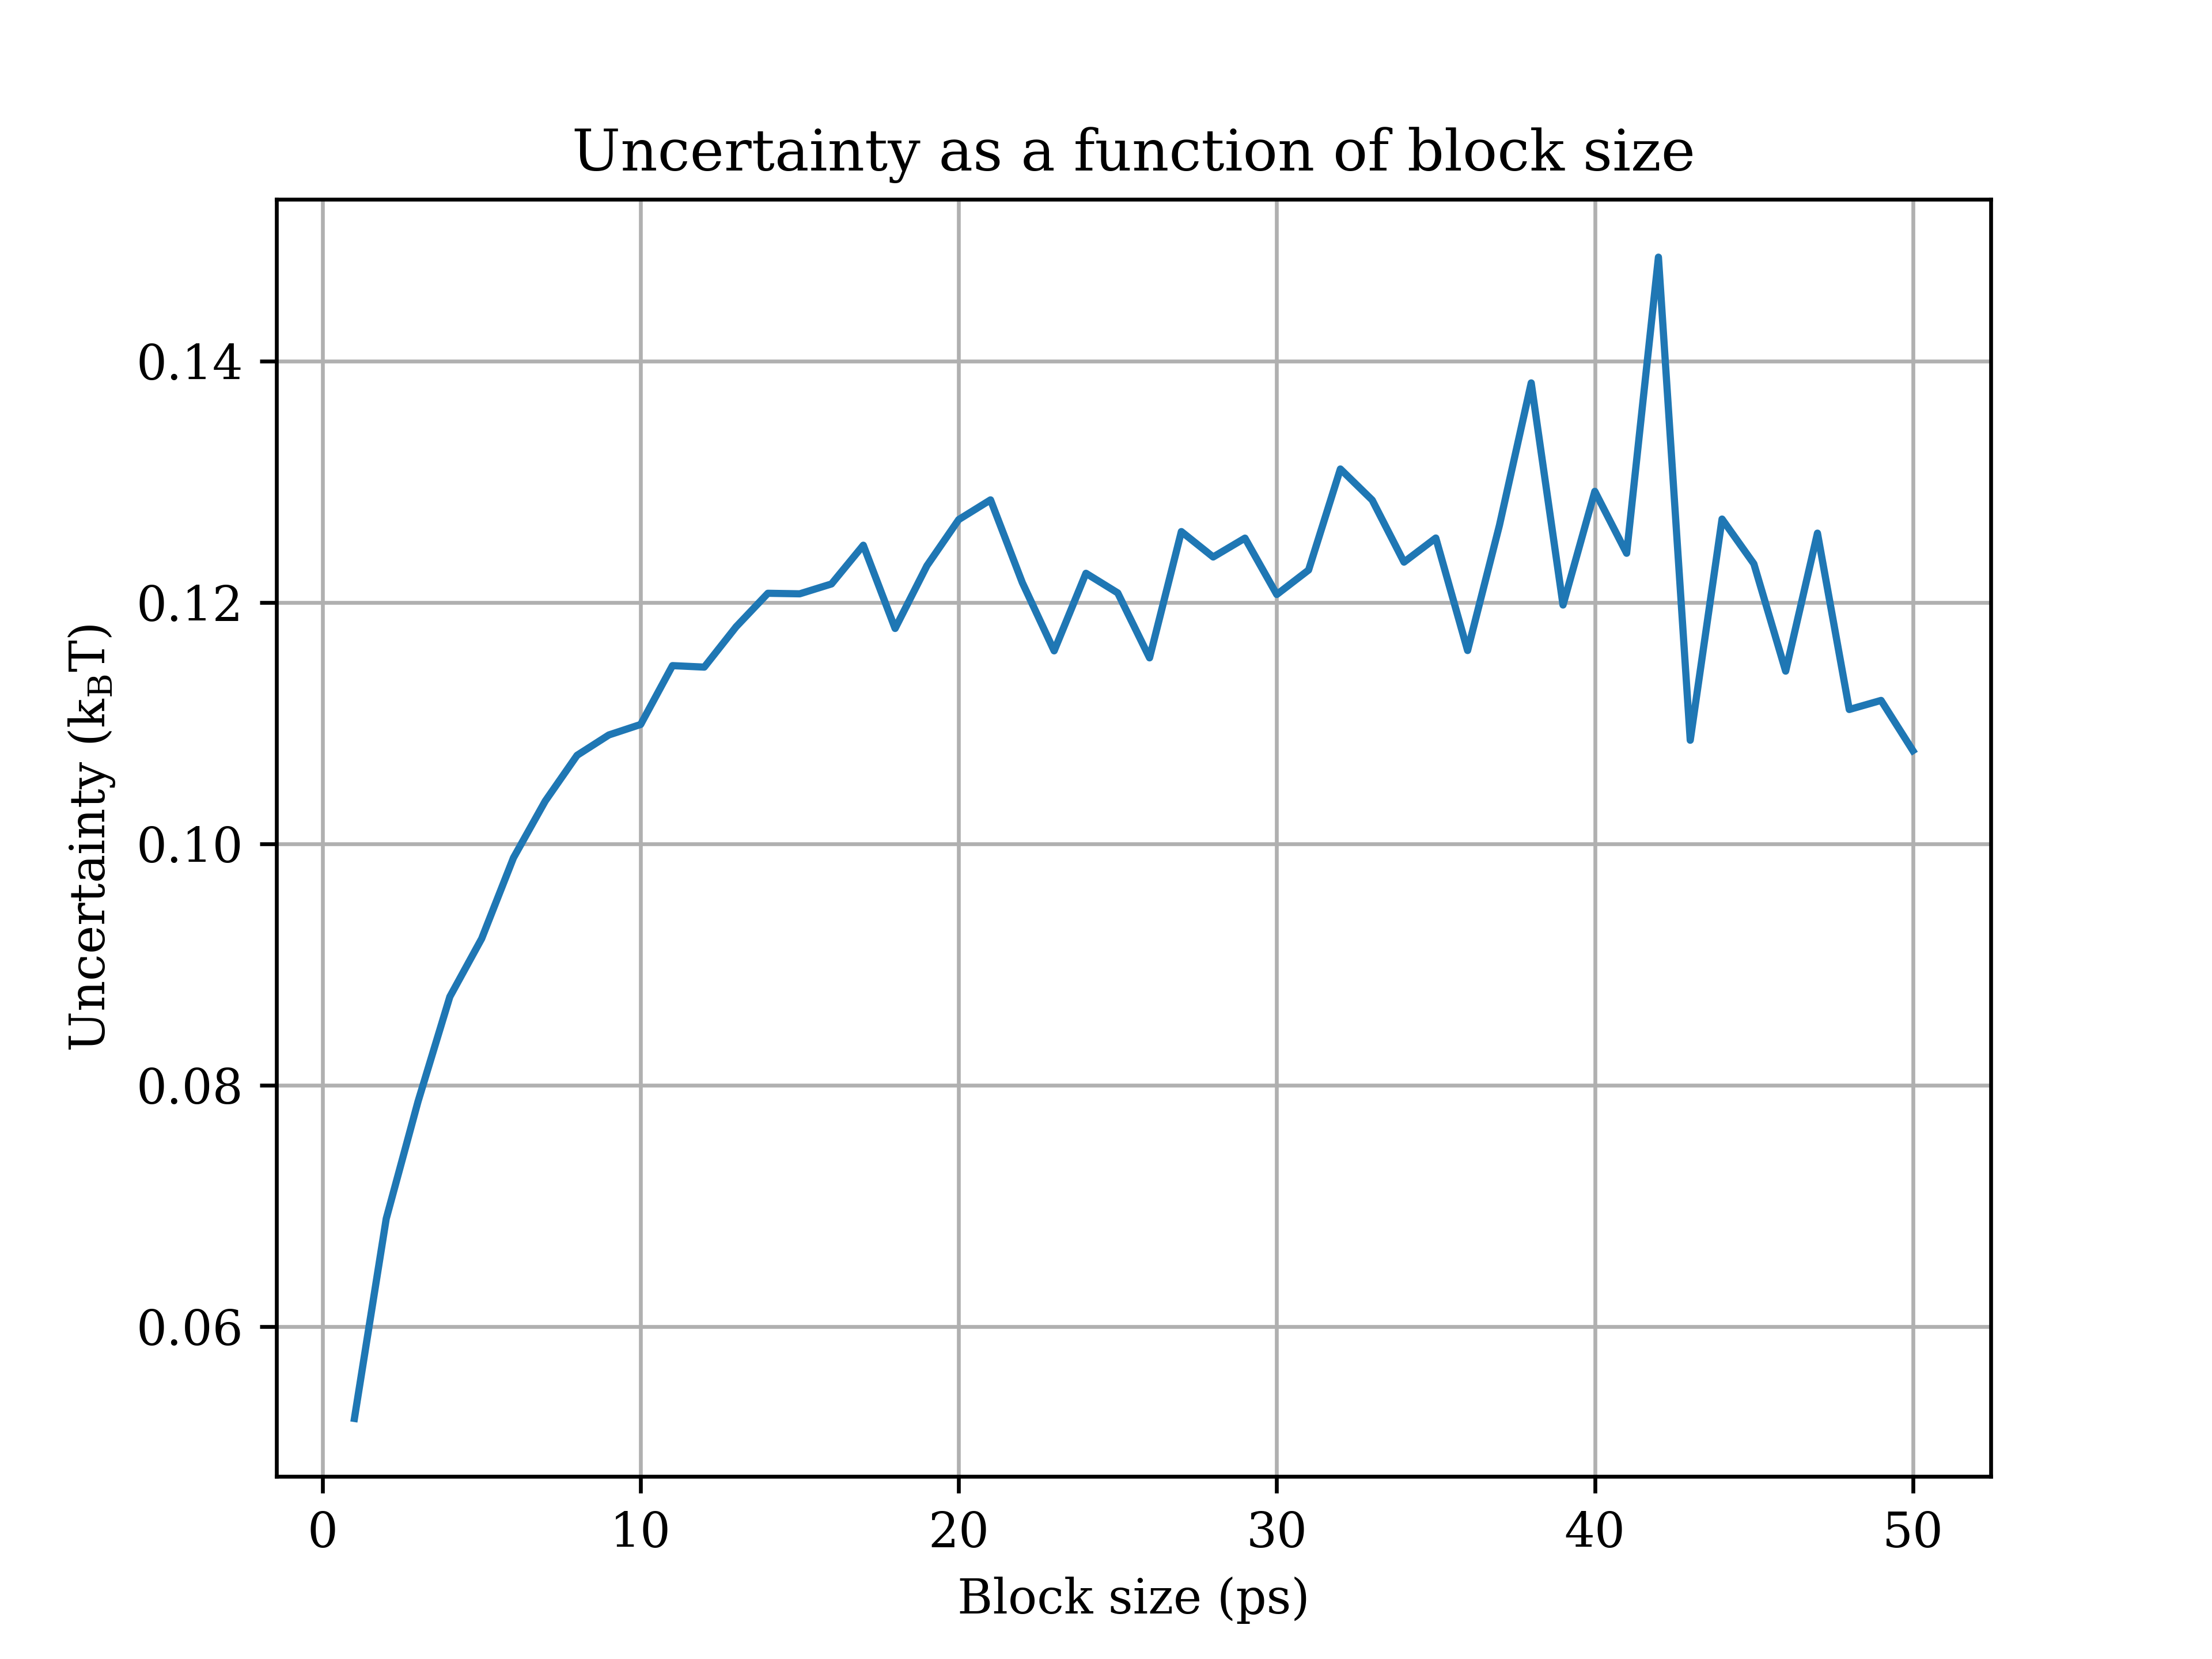 Uncertainty as a function of block size
Uncertainty (k_BT)
0.14
0.12
0.10
0.08
0.06
0 10 20 30 40 50
Block size (ps)